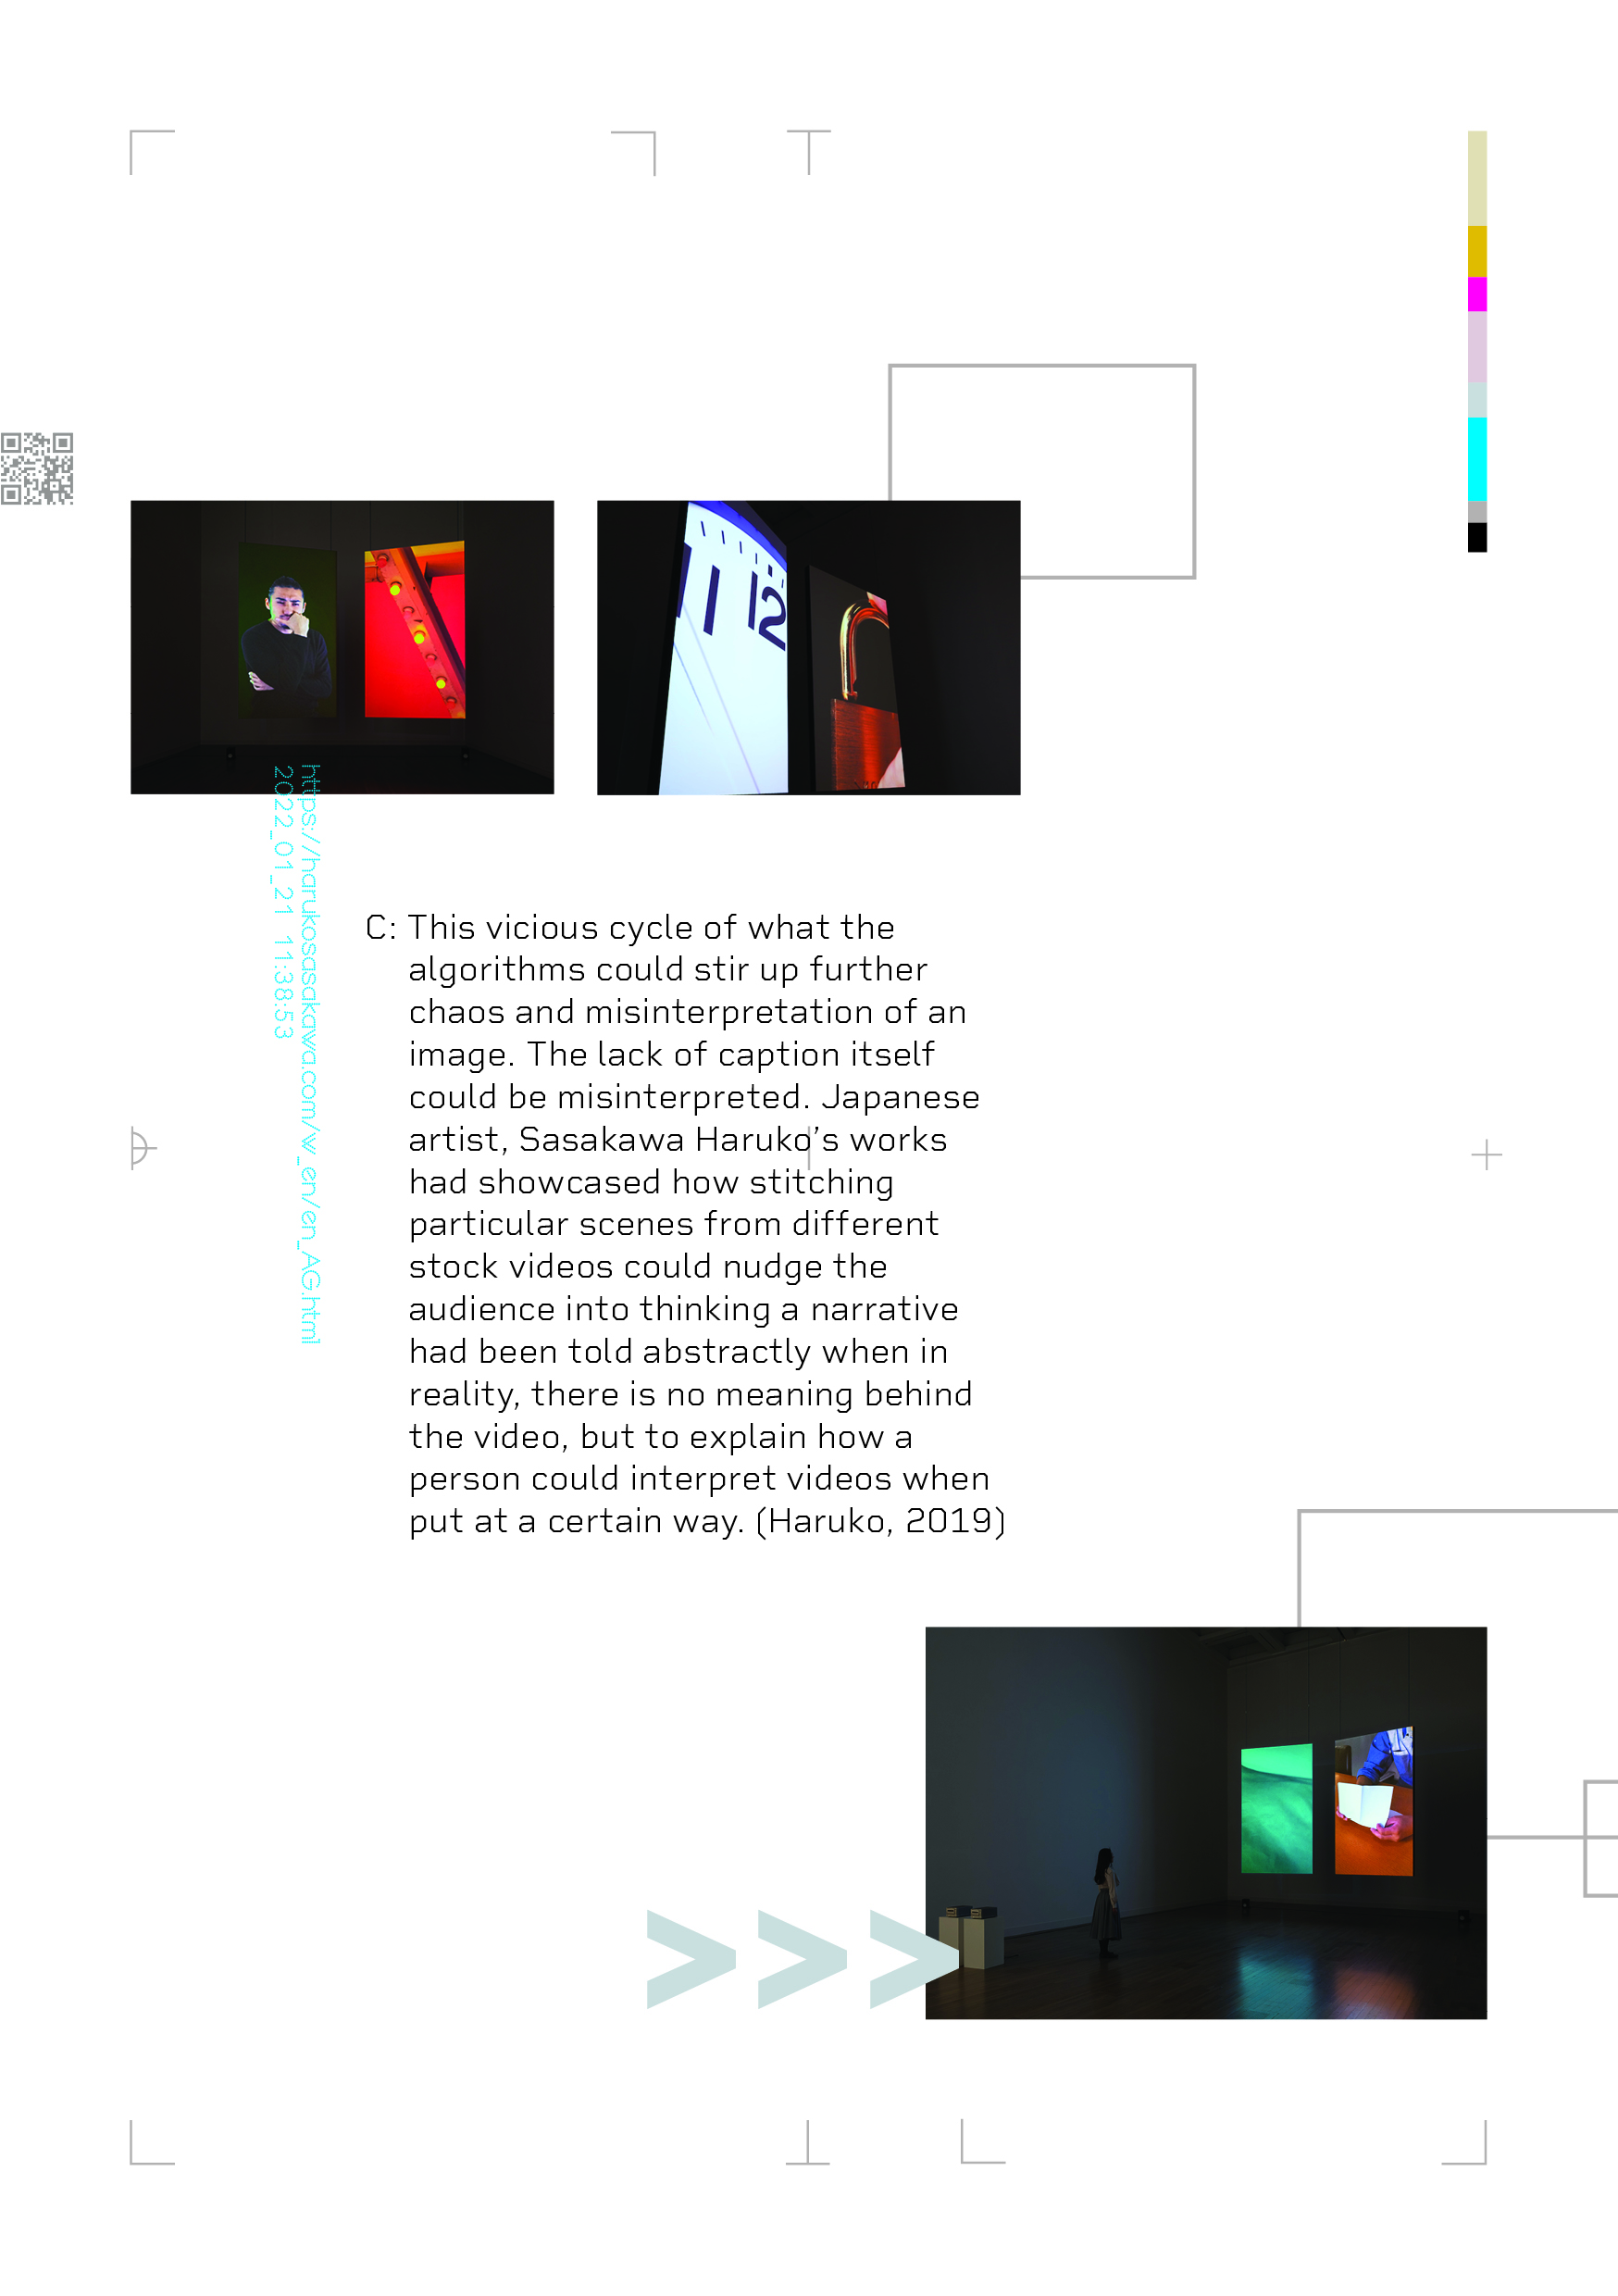 12
https://harukosasakawa.com/w_en/en_AG.html
2022_01_21 11:38:53
C: This vicious cycle of what the
algorithms could stir up further
chaos and misinterpretation of an
image. The lack of caption itself
could be misinterpreted. Japanese
artist, Sasakawa Haruko’s works
had showcased how stitching
particular scenes from different
stock videos could nudge the
audience into thinking a narrative
had been told abstractly when in
reality, there is no meaning behind
the video, but to explain how a
person could interpret videos when
put at a certain way. (Haruko, 2019)
>>>